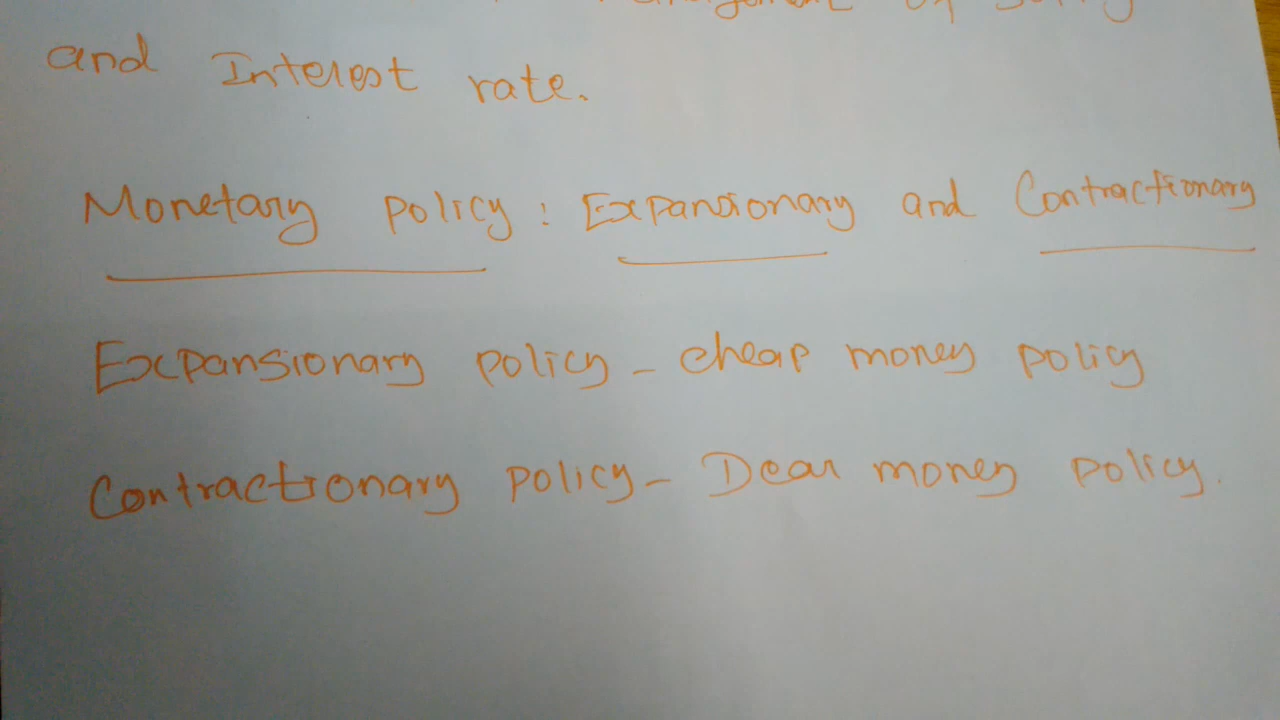 and Interest rate.
Monetary policy : Expansionary and Contractionary
Expansionary policy - cheap money policy
Contractionary policy - Dear money policy.